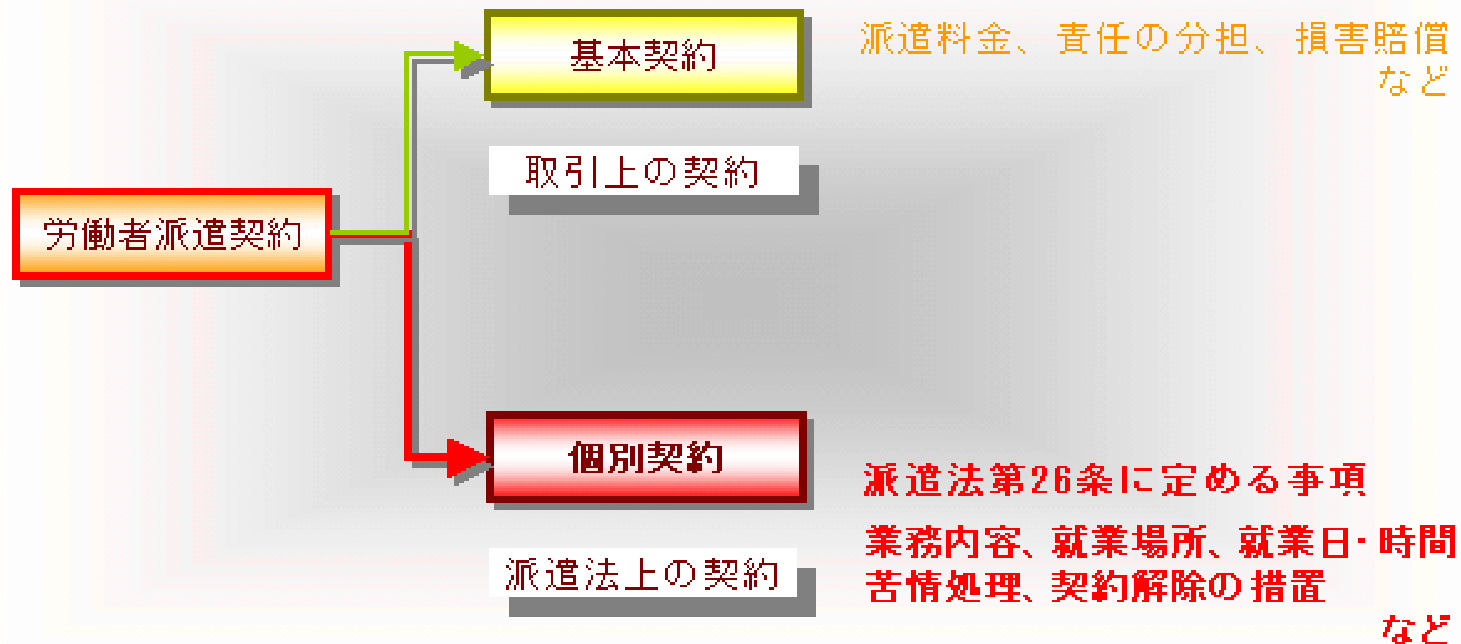 基本契約
派遣料金、責任の分担、損害賠償
など
取引上の契約
労働者派遣契約
個別契約
派遣法第26条に定める事項
業務内容、就業場所、就業日・時間
苦情処理、契約解除の措置
など
派遣法上の契約